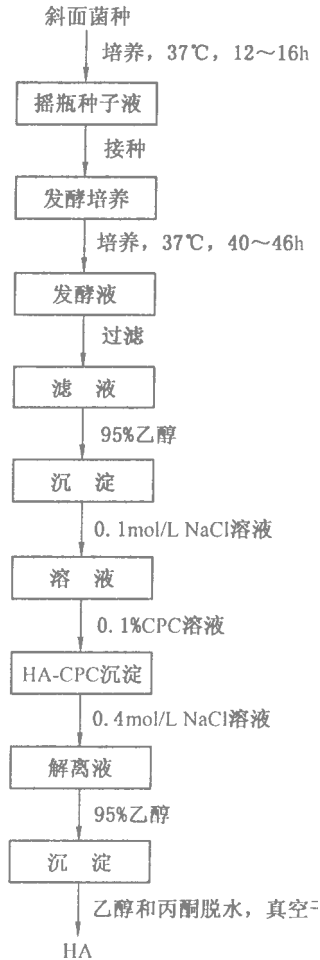 斜面菌种
培养，37℃，12～16h
摇瓶种子液
接种
发酵培养
培养，37℃，40～46h
发酵液
过滤
滤 液
95%乙醇
沉 淀
0.1mol/L NaCl溶液
溶 液
0.1%CPC溶液
HA-CPC沉淀
0.4mol/L NaCl溶液
解离液
95%乙醇
沉 淀
乙醇和丙酮脱水，真空
HA